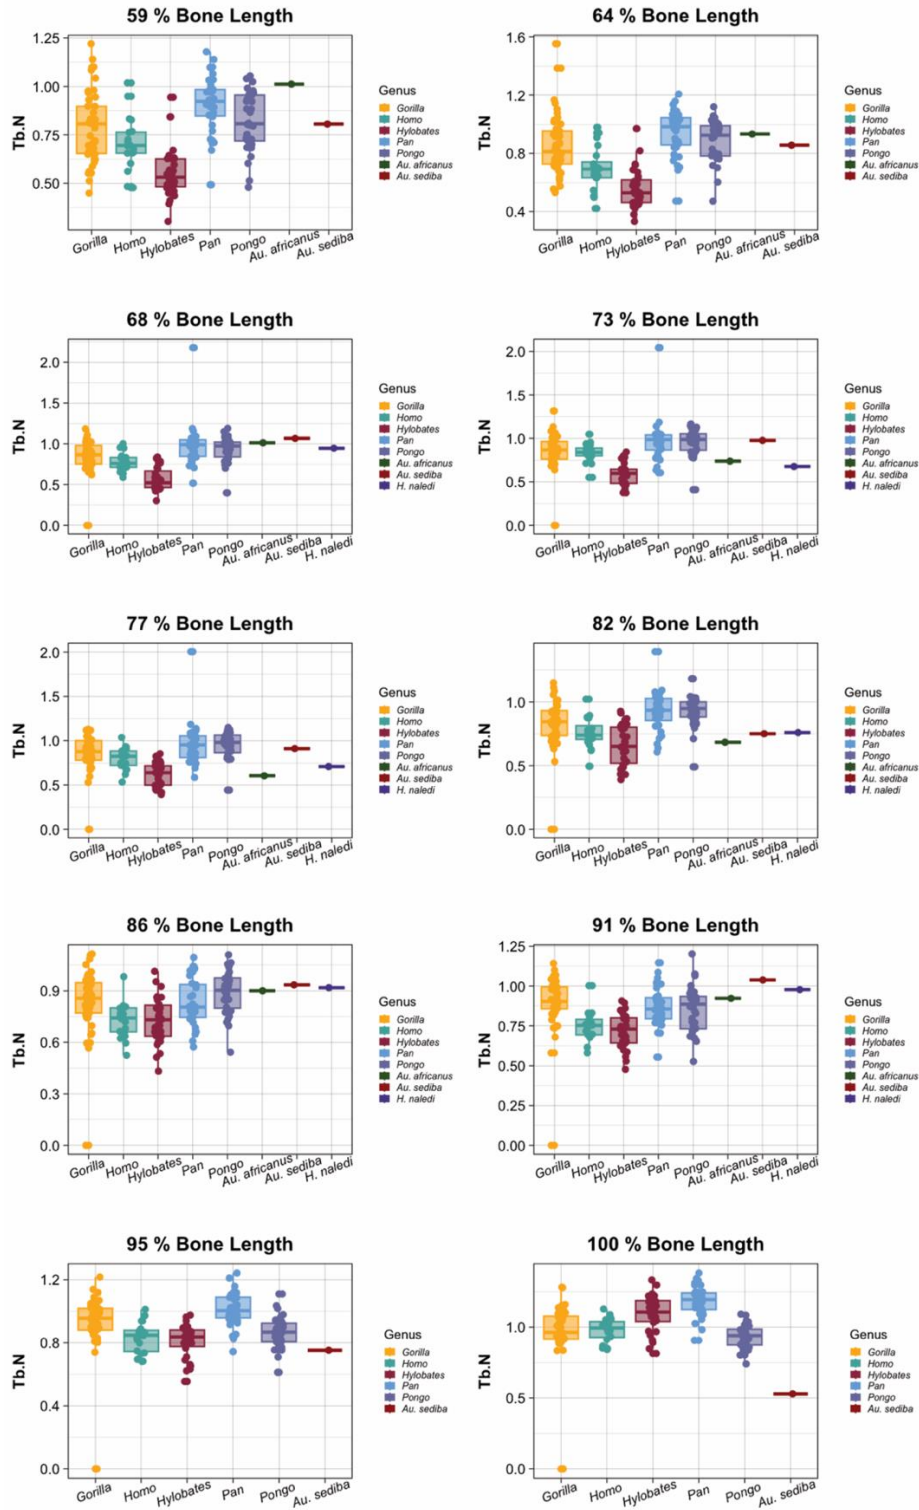 59 % Bone Length
64 % Bone Length
Tb.N
1.25
1.00
0.75
0.50
Gorilla
Homo
Hylobates
Pan
Pongo
Au. africanus
Au. sediba
Genus
Gorilla
Homo
Hylobates
Pan
Pongo
Au. africanus
Au. sediba
Tb.N
1.6
1.2
0.8
0.4
Gorilla
Homo
Hylobates
Pan
Pongo
Au. africanus
Au. sediba
Genus
Gorilla
Homo
Hylobates
Pan
Pongo
Au. africanus
Au. sediba
68 % Bone Length
73 % Bone Length
Tb.N
2.0
1.5
1.0
0.5
0.0
Gorilla
Homo
Hylobates
Pan
Pongo
Au. africanus
Au. sediba
H. naledi
Genus
Gorilla
Homo
Hylobates
Pan
Pongo
Au. africanus
Au. sediba
H. naledi
Tb.N
2.0
1.5
1.0
0.5
0.0
Gorilla
Homo
Hylobates
Pan
Pongo
Au. africanus
Au. sediba
H. naledi
Genus
Gorilla
Homo
Hylobates
Pan
Pongo
Au. africanus
Au. sediba
H. naledi
77 % Bone Length
82 % Bone Length
Tb.N
2.0
1.5
1.0
0.5
0.0
Gorilla
Homo
Hylobates
Pan
Pongo
Au. africanus
Au. sediba
H. naledi
Genus
Gorilla
Homo
Hylobates
Pan
Pongo
Au. africanus
Au. sediba
H. naledi
Tb.N
1.0
0.5
0.0
Gorilla
Homo
Hylobates
Pan
Pongo
Au. africanus
Au. sediba
H. naledi
Genus
Gorilla
Homo
Hylobates
Pan
Pongo
Au. africanus
Au. sediba
H. naledi
86 % Bone Length
91 % Bone Length
Tb.N
0.9
0.6
0.3
0.0
Gorilla
Homo
Hylobates
Pan
Pongo
Au. africanus
Au. sediba
H. naledi
Genus
Gorilla
Homo
Hylobates
Pan
Pongo
Au. africanus
Au. sediba
H. naledi
Tb.N
1.25
1.00
0.75
0.50
0.25
0.00
Gorilla
Homo
Hylobates
Pan
Pongo
Au. africanus
Au. sediba
H. naledi
Genus
Gorilla
Homo
Hylobates
Pan
Pongo
Au. africanus
Au. sediba
H. naledi
95 % Bone Length
100 % Bone Length
Tb.N
1.2
0.8
0.4
0.0
Gorilla
Homo
Hylobates
Pan
Pongo
Au. sediba
Genus
Gorilla
Homo
Hylobates
Pan
Pongo
Au. sediba
Tb.N
1.0
0.5
0.0
Gorilla
Homo
Hylobates
Pan
Pongo
Au. sediba
Genus
Gorilla
Homo
Hylobates
Pan
Pongo
Au. sediba